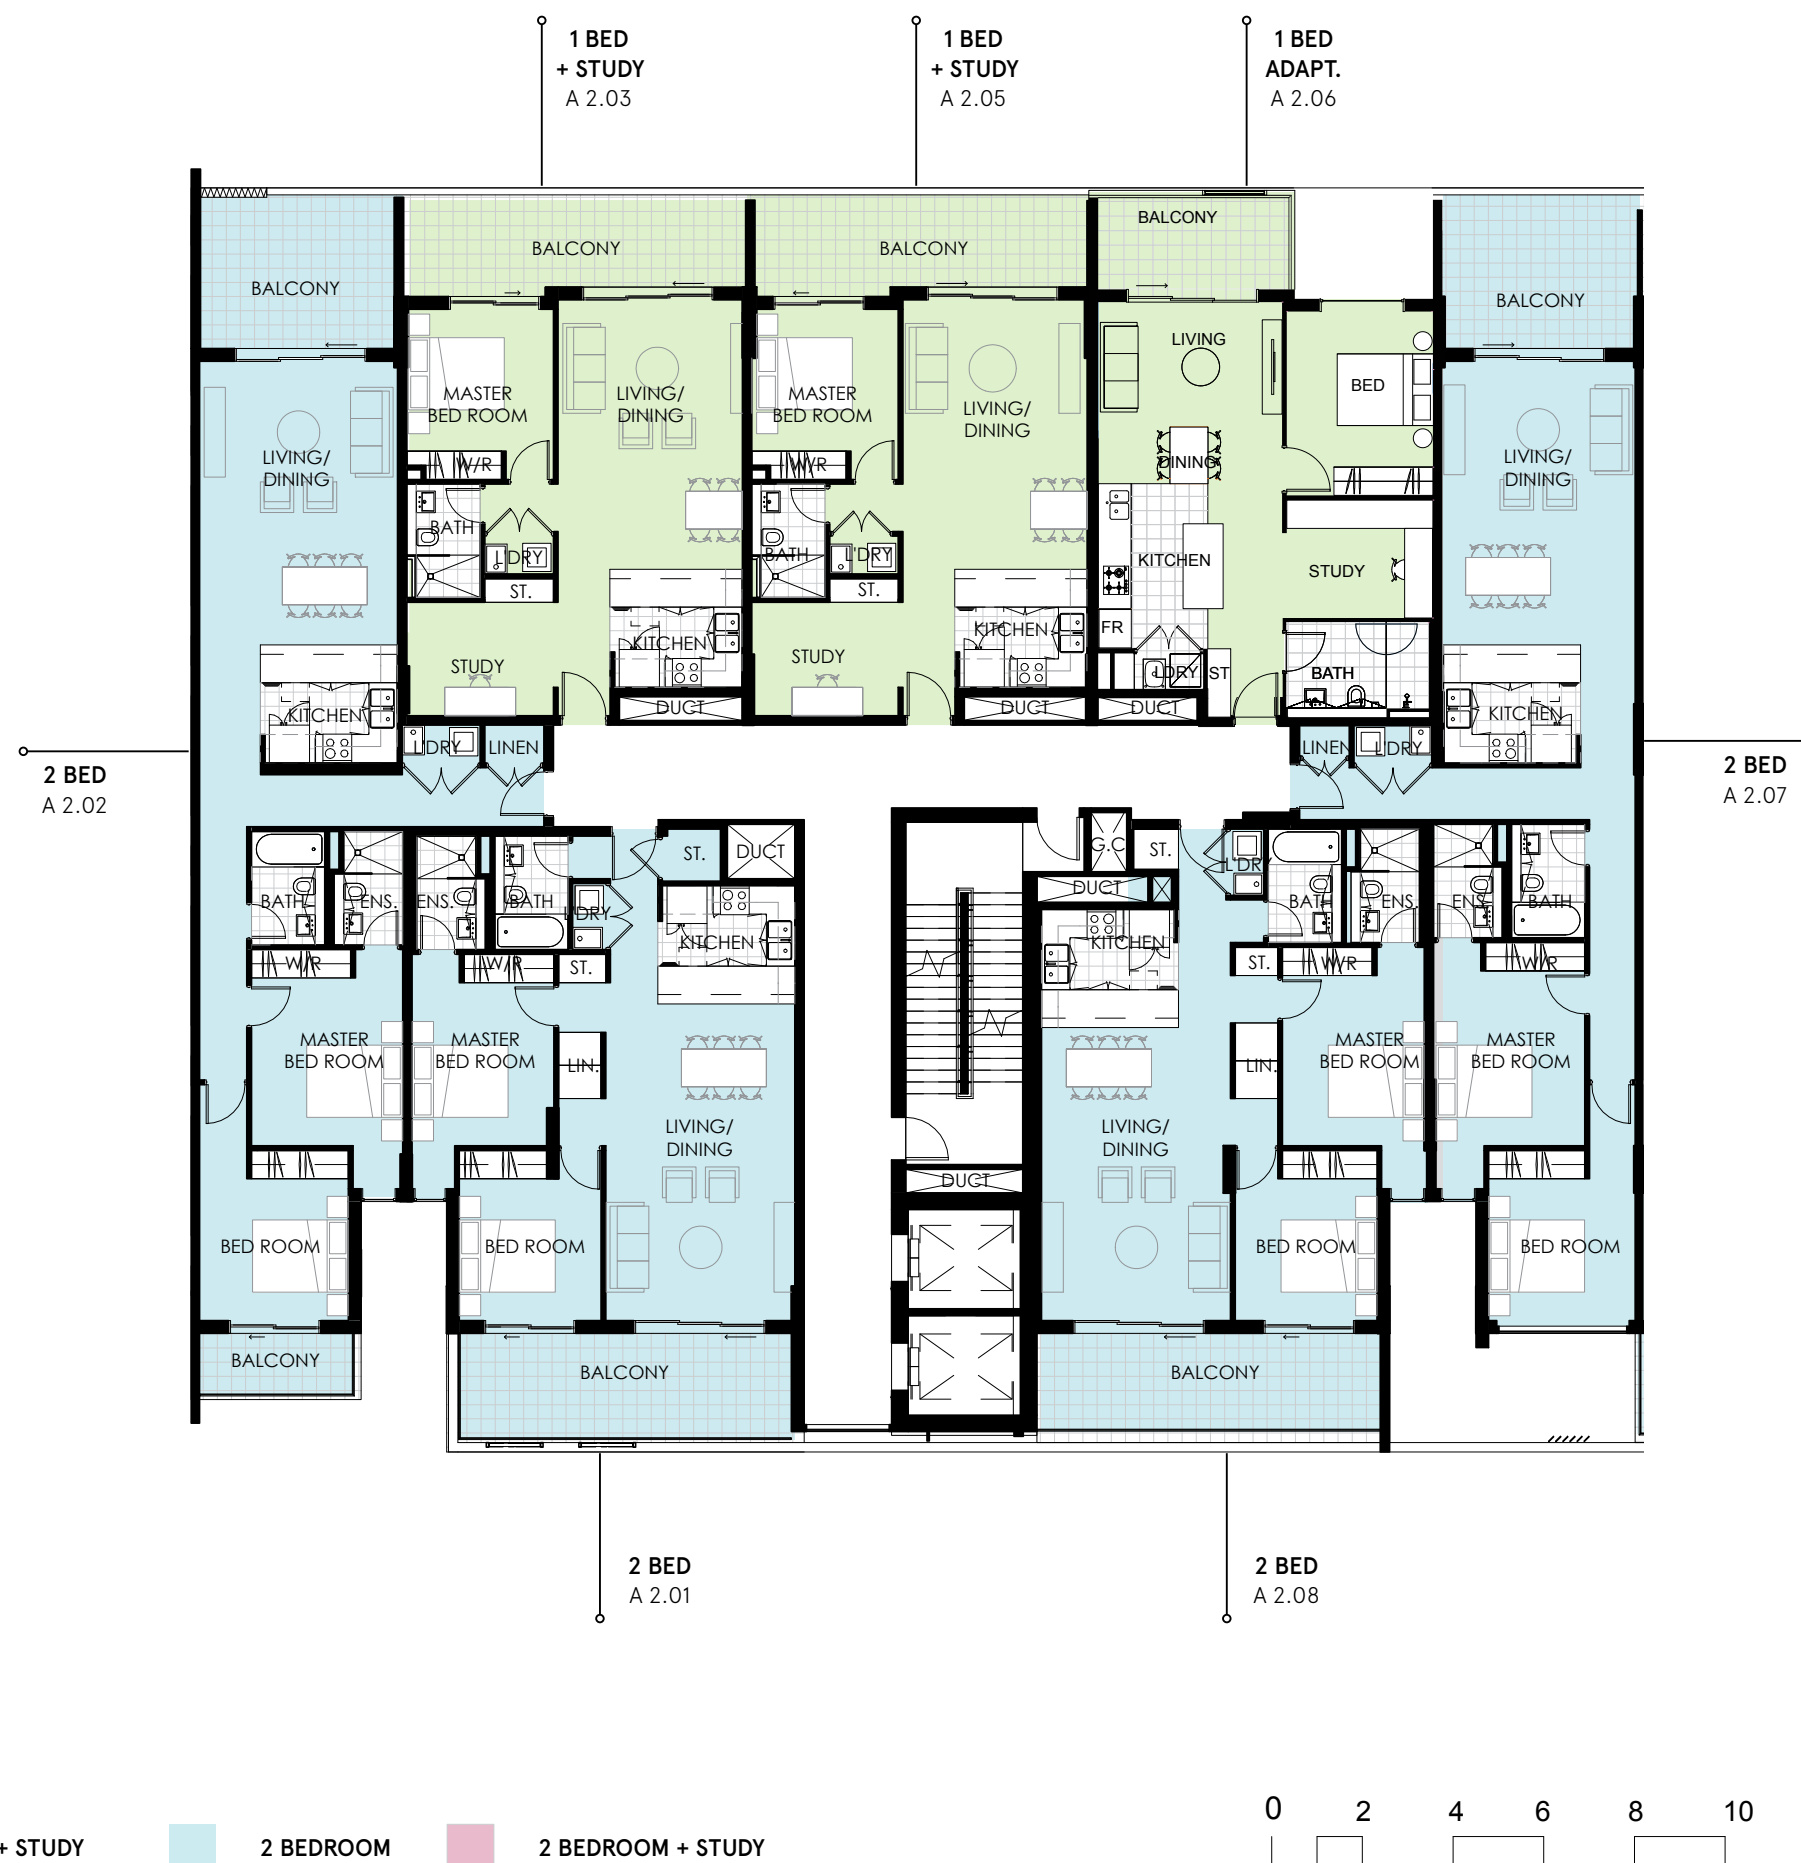 1 BED
+ STUDY
A 2.03
1 BED
+ STUDY
A 2.05
1 BED
ADAPT.
A 2.06
BALCONY
BALCONY
BALCONY
BALCONY
BALCONY
LIVING/
DINING
MASTER
BED ROOM
LIVING/
DINING
MASTER
BED ROOM
LIVING/
DINING
LIVING
BED
DINING
LIVING/
DINING
W/R
W/R
BATH
L'DRY
ST.
BATH
L'DRY
ST.
KITCHEN
STUDY
KITCHEN
STUDY
KITCHEN
STUDY
FR
L'DRY
ST
BATH
KITCHEN
DUCT
DUCT
DUCT
KITCHEN
L'DRY
LINEN
LINEN
L'DRY
2 BED
A 2.02
2 BED
A 2.07
BATH
ENS.
ENS.
BATH
L'DRY
ST.
DUCT
KITCHEN
G.C
ST.
L'DRY
DUCT
KITCHEN
BATH
ENS.
ENS.
BATH
W/R
W/R
ST.
ST.
W/R
W/R
MASTER
BED ROOM
MASTER
BED ROOM
LIN.
LIN.
MASTER
BED ROOM
MASTER
BED ROOM
LIVING/
DINING
LIVING/
DINING
DUCT
BED ROOM
BED ROOM
BED ROOM
BED ROOM
BALCONY
BALCONY
BALCONY
2 BED
A 2.01
2 BED
A 2.08
0 2 4 6 8 10
+ STUDY
2 BEDROOM
2 BEDROOM + STUDY